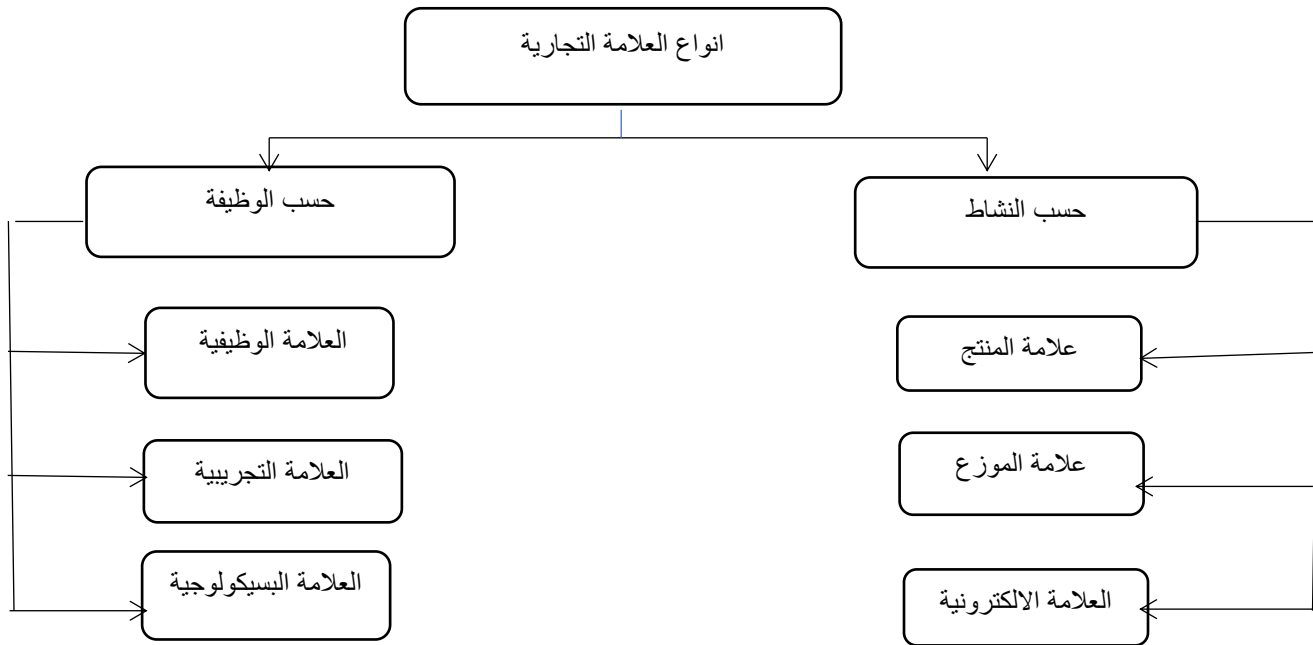 انواع العلامة التجارية
حسب النشاط
حسب الوظيفة
علامة المنتج
العلامة الوظيفية
علامة الموزع
العلامة التجريبية
العلامة الالكترونية
العلامة البسيكولوجية